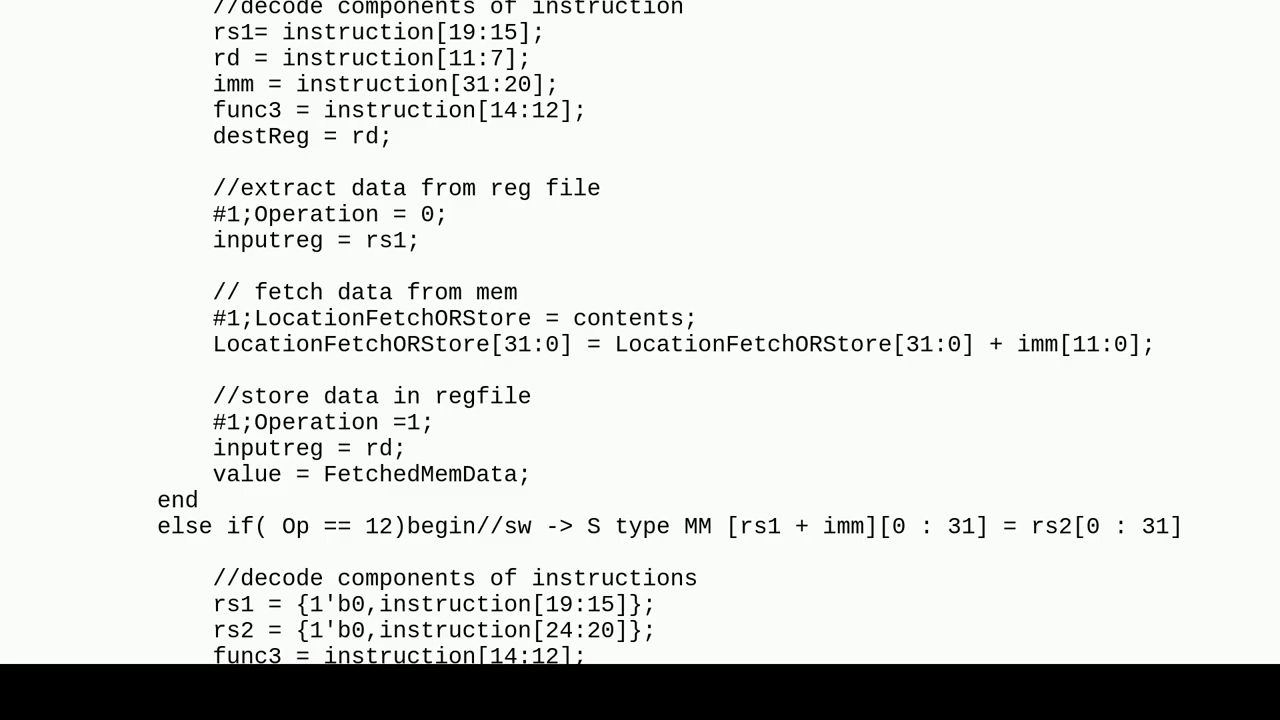 //decode components of instruction
rs1= instruction[19:15];
rd = instruction[11:7];
imm = instruction[31:20];
func3 = instruction[14:12];
destReg = rd;
//extract data from reg file
#1;Operation = 0;
inputreg = rs1;
// fetch data from mem
#1;LocationFetchORStore = contents;
LocationFetchORStore[31:0] = LocationFetchORStore[31:0] + imm[11:0];
//store data in regfile
#1;Operation =1;
inputreg = rd;
value = FetchedMemData;
end
else if( Op == 12)begin//sw -> S type MM [rs1 + imm][0 : 31] = rs2[0 : 31]
//decode components of instructions
rs1 = {1'b0,instruction[19:15]};
rs2 = {1'b0,instruction[24:20]};
func3 = instruction[14:12];